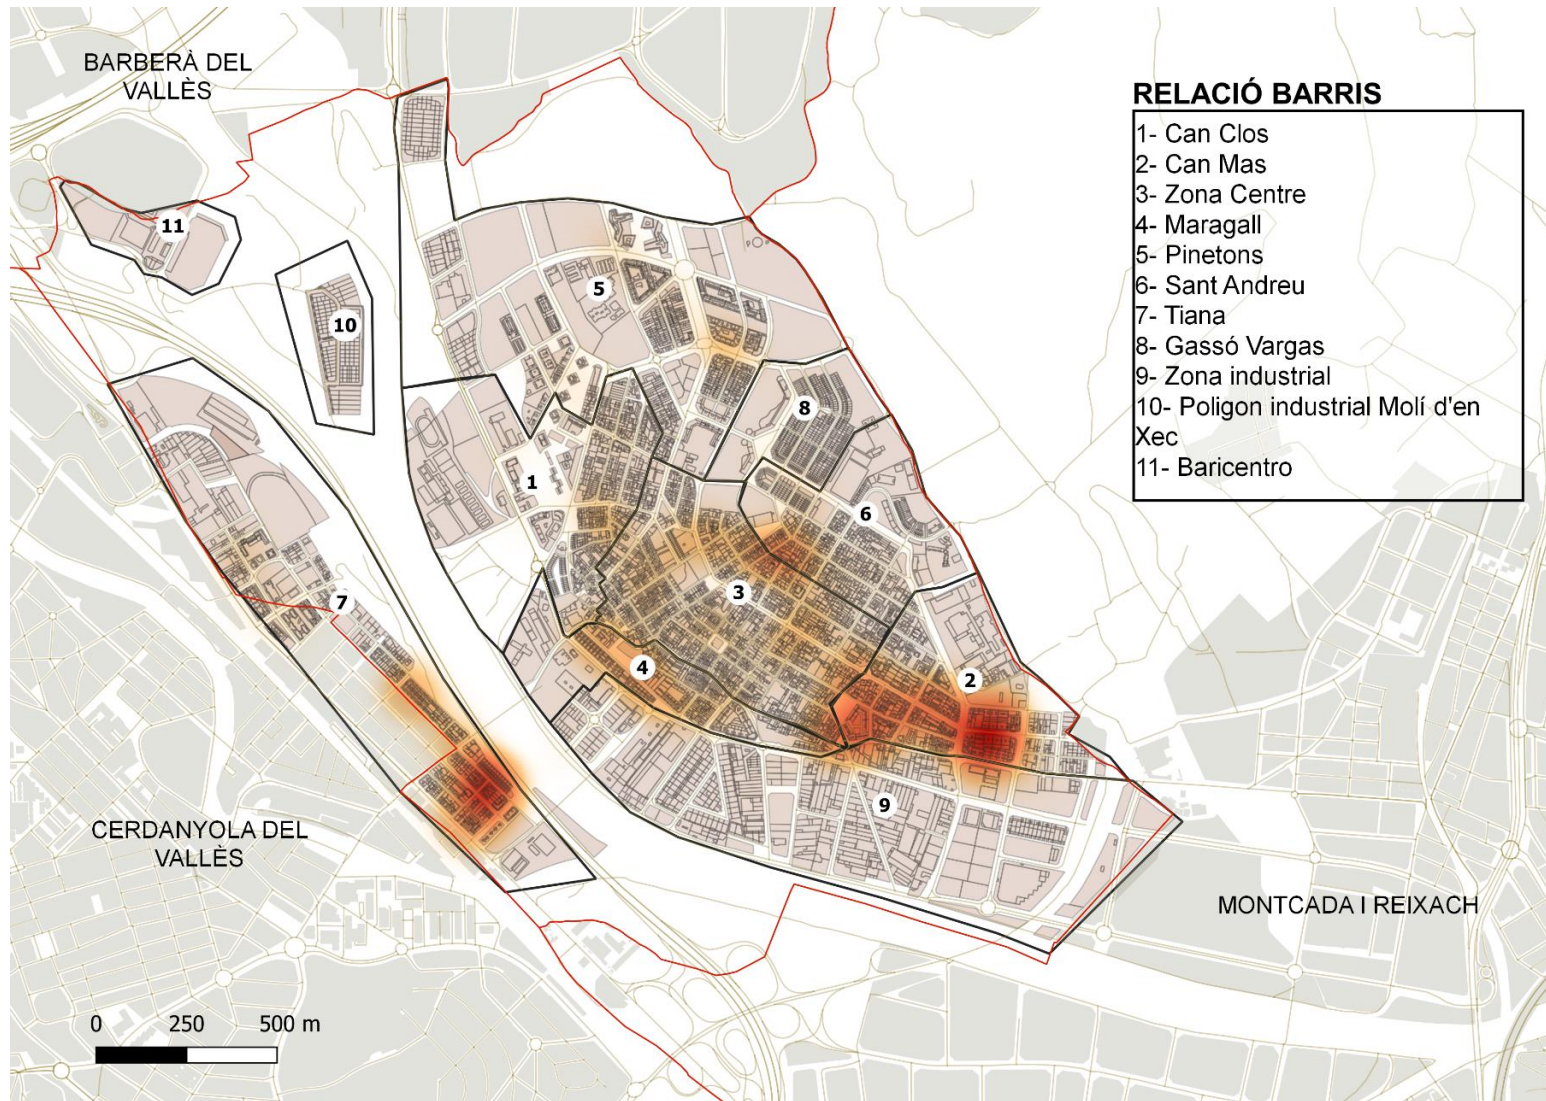 BARBERÀ DEL
VALLÈS
RELACIÓ BARRIS
1- Can Clos
2- Can Mas
3- Zona Centre
4- Maragall
5- Pinetons
6- Sant Andreu
7- Tiana
8- Gassó Vargas
9- Zona industrial
10- Poligon industrial Molí d'en
Xec
11- Baricentro
11
5
10
8
1
6
3
7
4
2
9
CERDANYOLA DEL
VALLÈS
MONTCADA I REIXACH
0 250 500 m